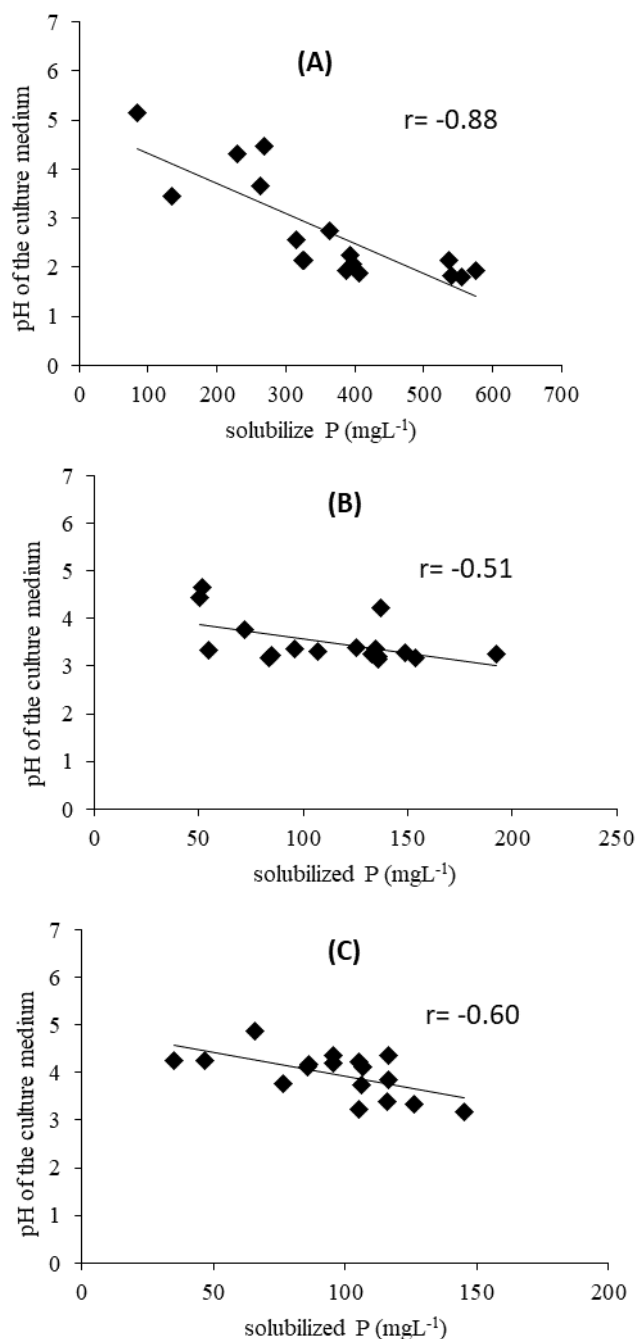 (A)
r= -0.88
pH of the culture medium
7
6
5
4
3
2
1
0
0 100 200 300 400 500 600 700
solubilize P (mgL-1)
(B)
r= -0.51
pH of the culture medium
7
6
5
4
3
2
1
0
0 50 100 150 200 250
solubilized P (mgL-1)
(C)
r= -0.60
pH of the culture medium
7
6
5
4
3
2
1
0
0 50 100 150 200
solubilized P (mgL-1)